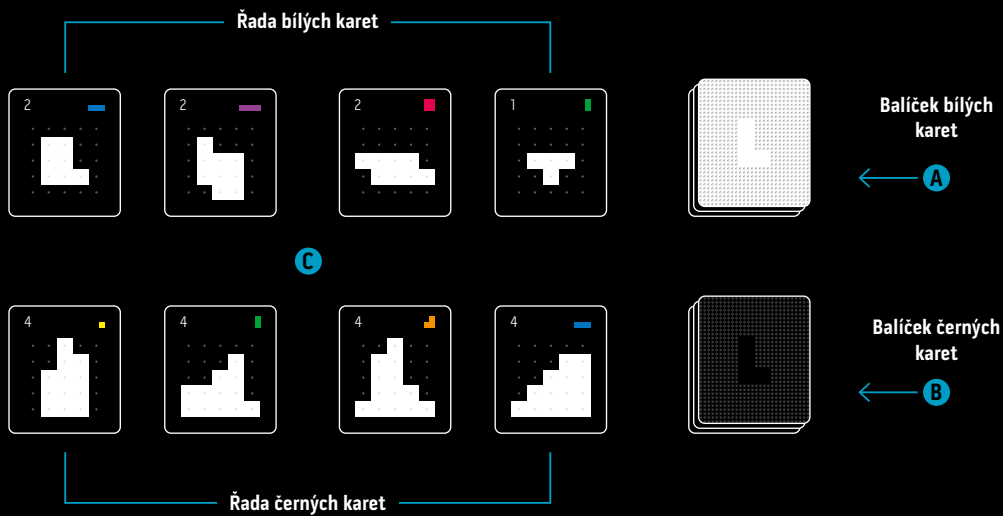 Řada bílých karet
2
2
2
1
Balíček bílých
karet
A
C
4
4
4
4
Balíček černých
karet
B
Řada černých karet